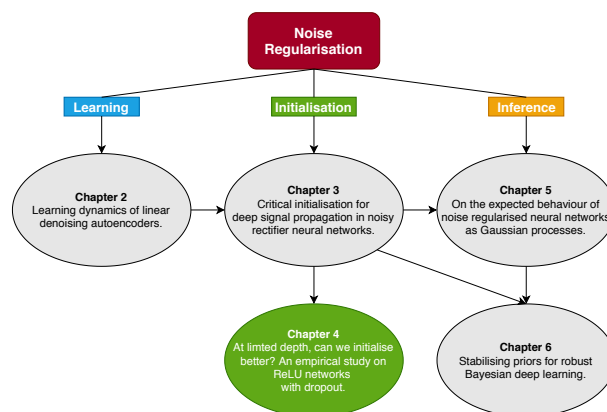 Noise
Regularisation
Learning
Initialisation
Inference
Chapter 2
Learning dynamics of linear
denoising autoencoders.
Chapter 3
Critical initialisation for
deep signal propagation in noisy
rectifier neural networks.
Chapter 5
On the expected behaviour of
noise regularised neural networks
as Gaussian processes.
Chapter 4
At limted depth, can we initialise
better? An empirical study on
ReLU networks
with dropout.
Chapter 6
Stabilising priors for robust
Bayesian deep learning.